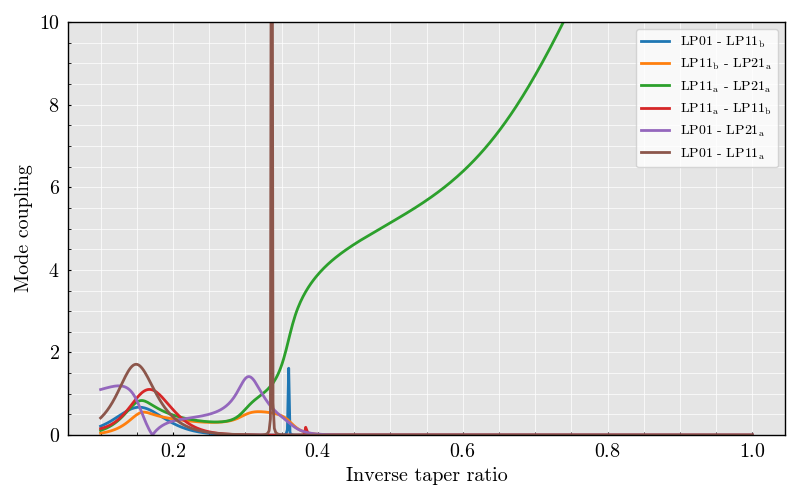 10
8
6
4
2
0
Mode coupling
LP01 - LP11b
LP11b - LP21a
LP11a - LP21a
LP11a - LP11b
LP01 - LP21a
LP01 - LP11a
0.2 0.4 0.6 0.8 1.0
Inverse taper ratio